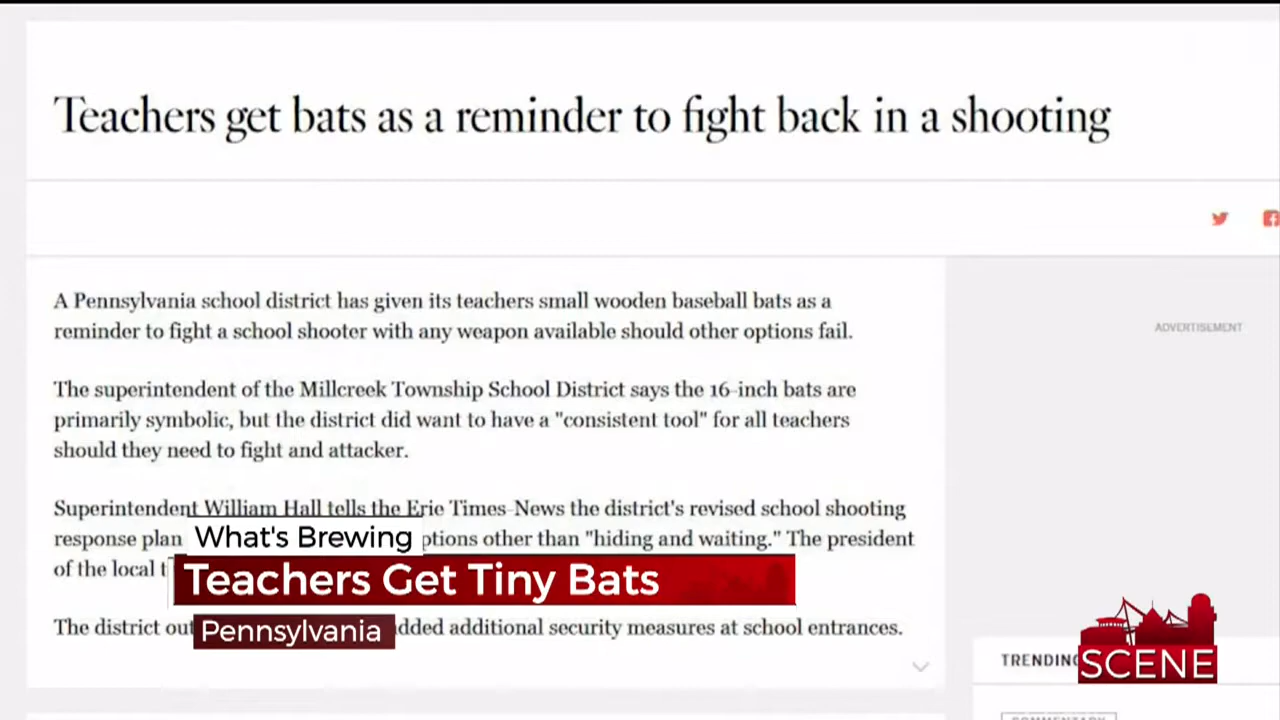 Teachers get bats as a reminder to fight back in a shooting
A Pennsylvania school district has given its teachers small wooden baseball bats as a
reminder to fight a school shooter with any weapon available should other options fail.
ADVERTISEMENT
The superintendent of the Millcreek Township School District says the 16-inch bats are
primarily symbolic, but the district did want to have a "consistent tool" for all teachers
should they need to fight and attacker.
Superintendent William Hall tells the Erie Times-News the district's revised school shooting
response plan ptions other than "hiding and waiting." The president
of the local t
The district out dded additional security measures at school entrances.
What's Brewing
Teachers Get Tiny Bats
Pennsylvania
TRENDING
SCENE
COMMENTARY